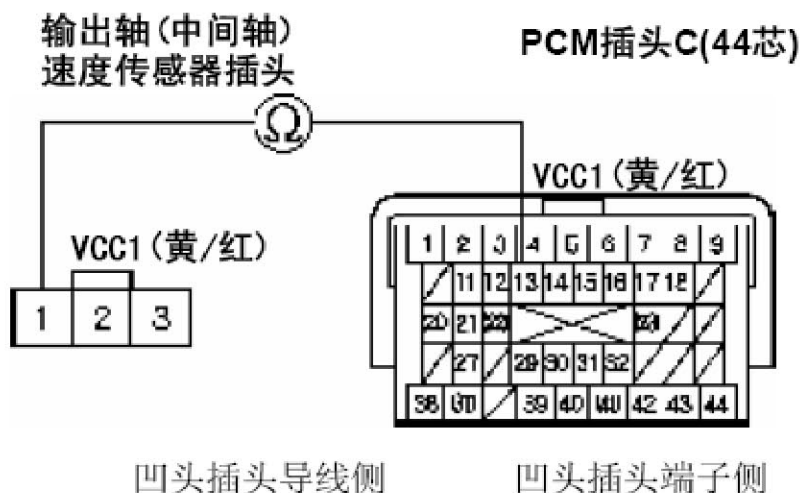 输出轴(中间轴)
速度传感器插头
PCM插头C(44芯)
Ω
VCC1(黄/红)
VCC1(黄/红)
1 2 3
1 2 3 4 5 6 7 8 9
11 12 13 14 15 16 17 18
20 21
27 29 30 31 32
38 39 40 42 43 44
凹头插头导线侧
凹头插头端子侧